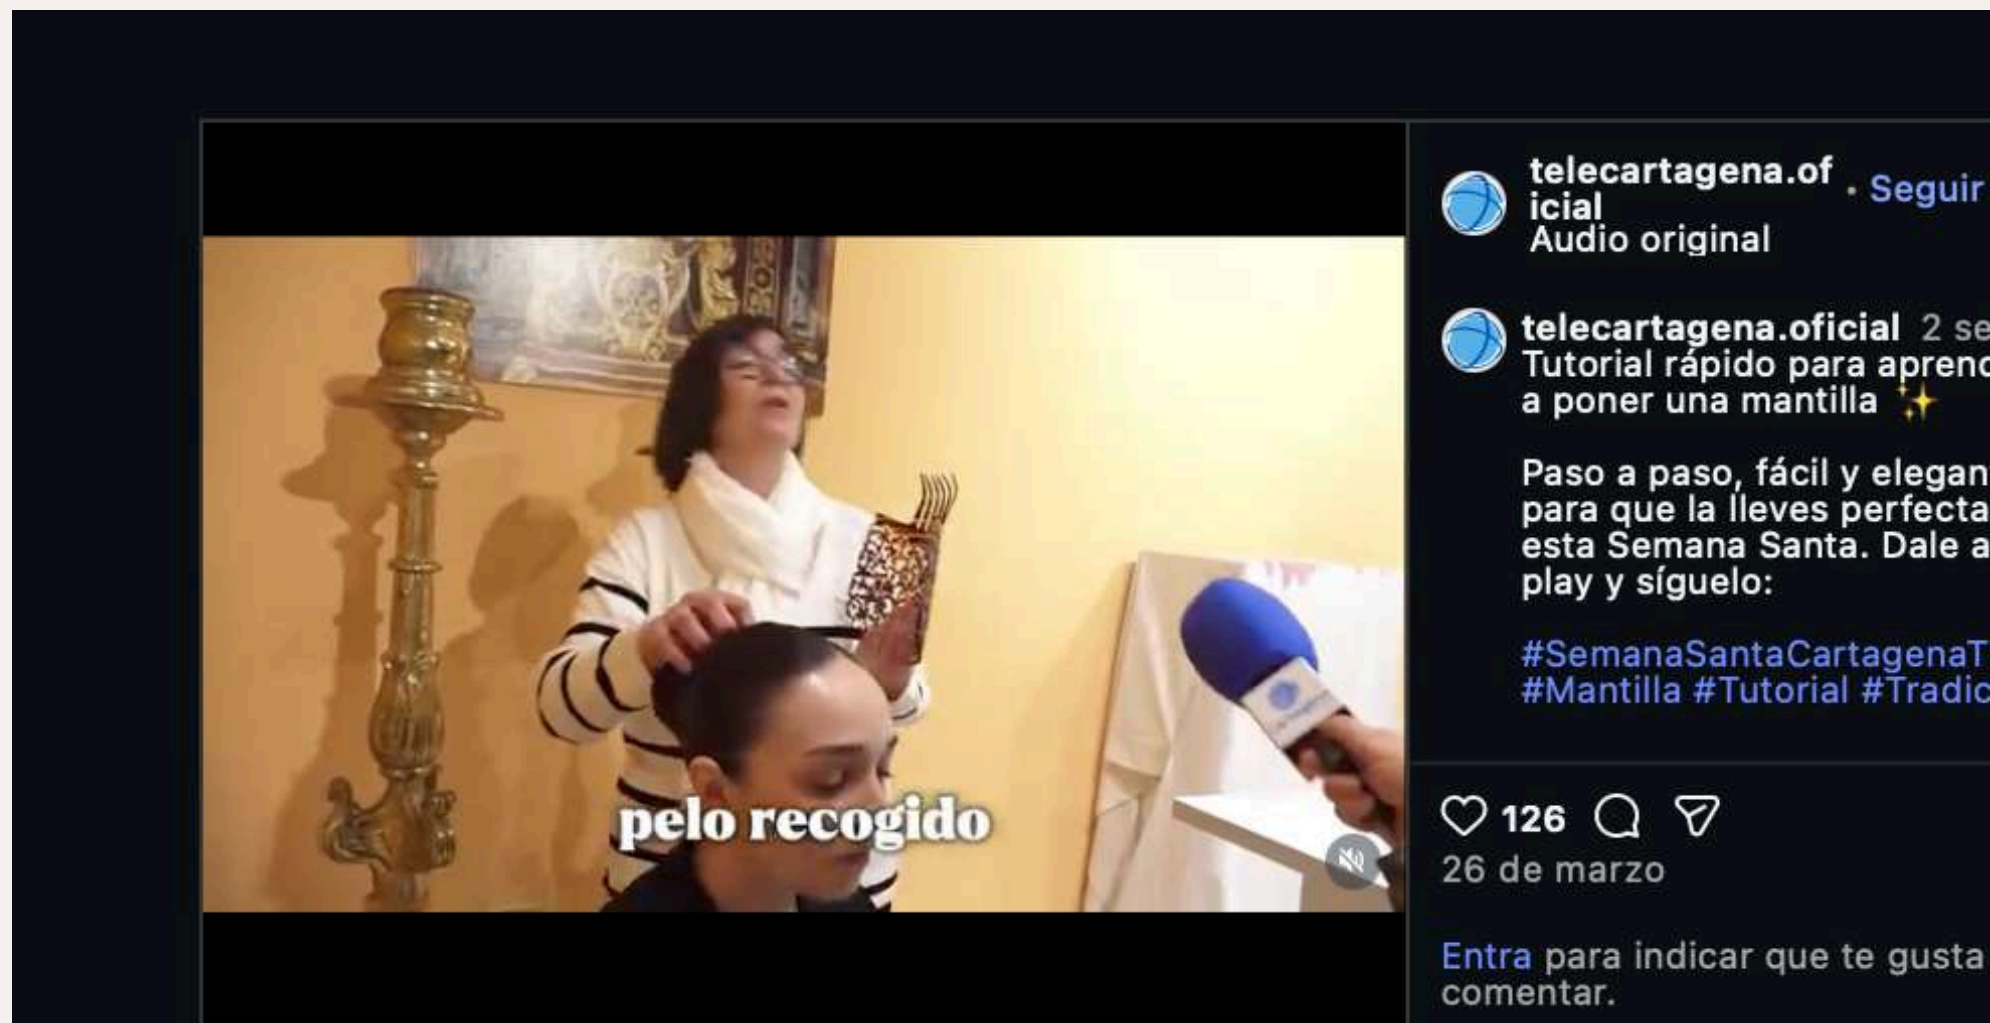 telecartagena.of
icial
• Seguir
Audio original
telecartagena.oficial 2 se
Tutorial rápido para aprend
a poner una mantilla ✨
Paso a paso, fácil y elegan
para que la lleves perfecta
esta Semana Santa. Dale a
play y síguelo:
#SemanaSantaCartagenaT
#Mantilla #Tutorial #Tradic
pelo recogido
126
26 de marzo
Entra para indicar que te gusta
comentar.